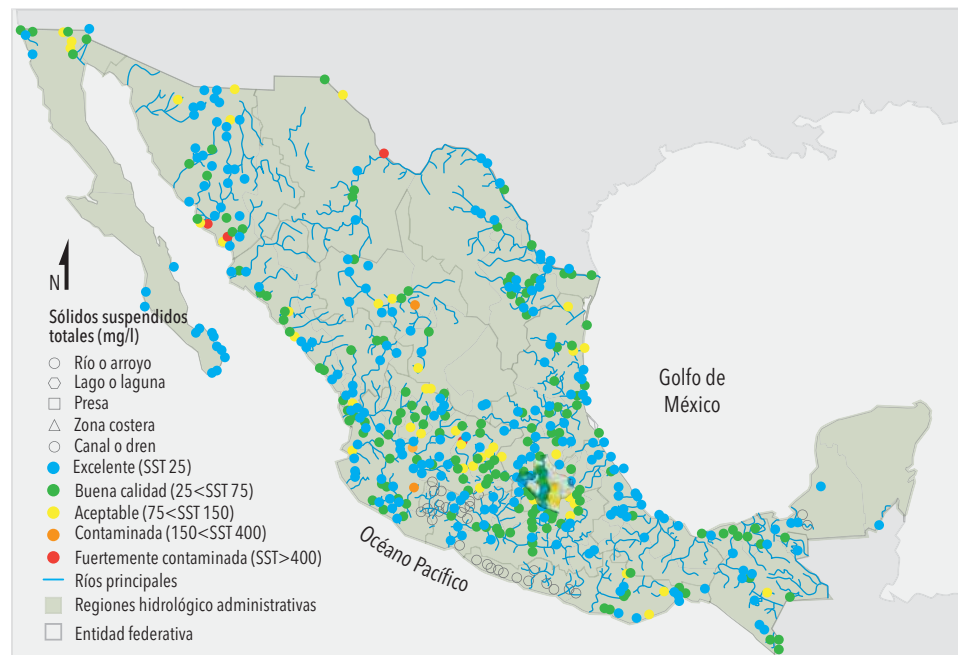 N
Sólidos suspendidos
totales (mg/l)
Río o arroyo
Lago o laguna
Presa
Zona costera
Canal o dren
Excelente (SST 25)
Buena calidad (25<SST 75)
Aceptable (75<SST 150)
Contaminada (150<SST 400)
Fuertemente contaminada (SST>400)
Ríos principales
Regiones hidrológico administrativas
Entidad federativa
Golfo de
México
Océano Pacífico